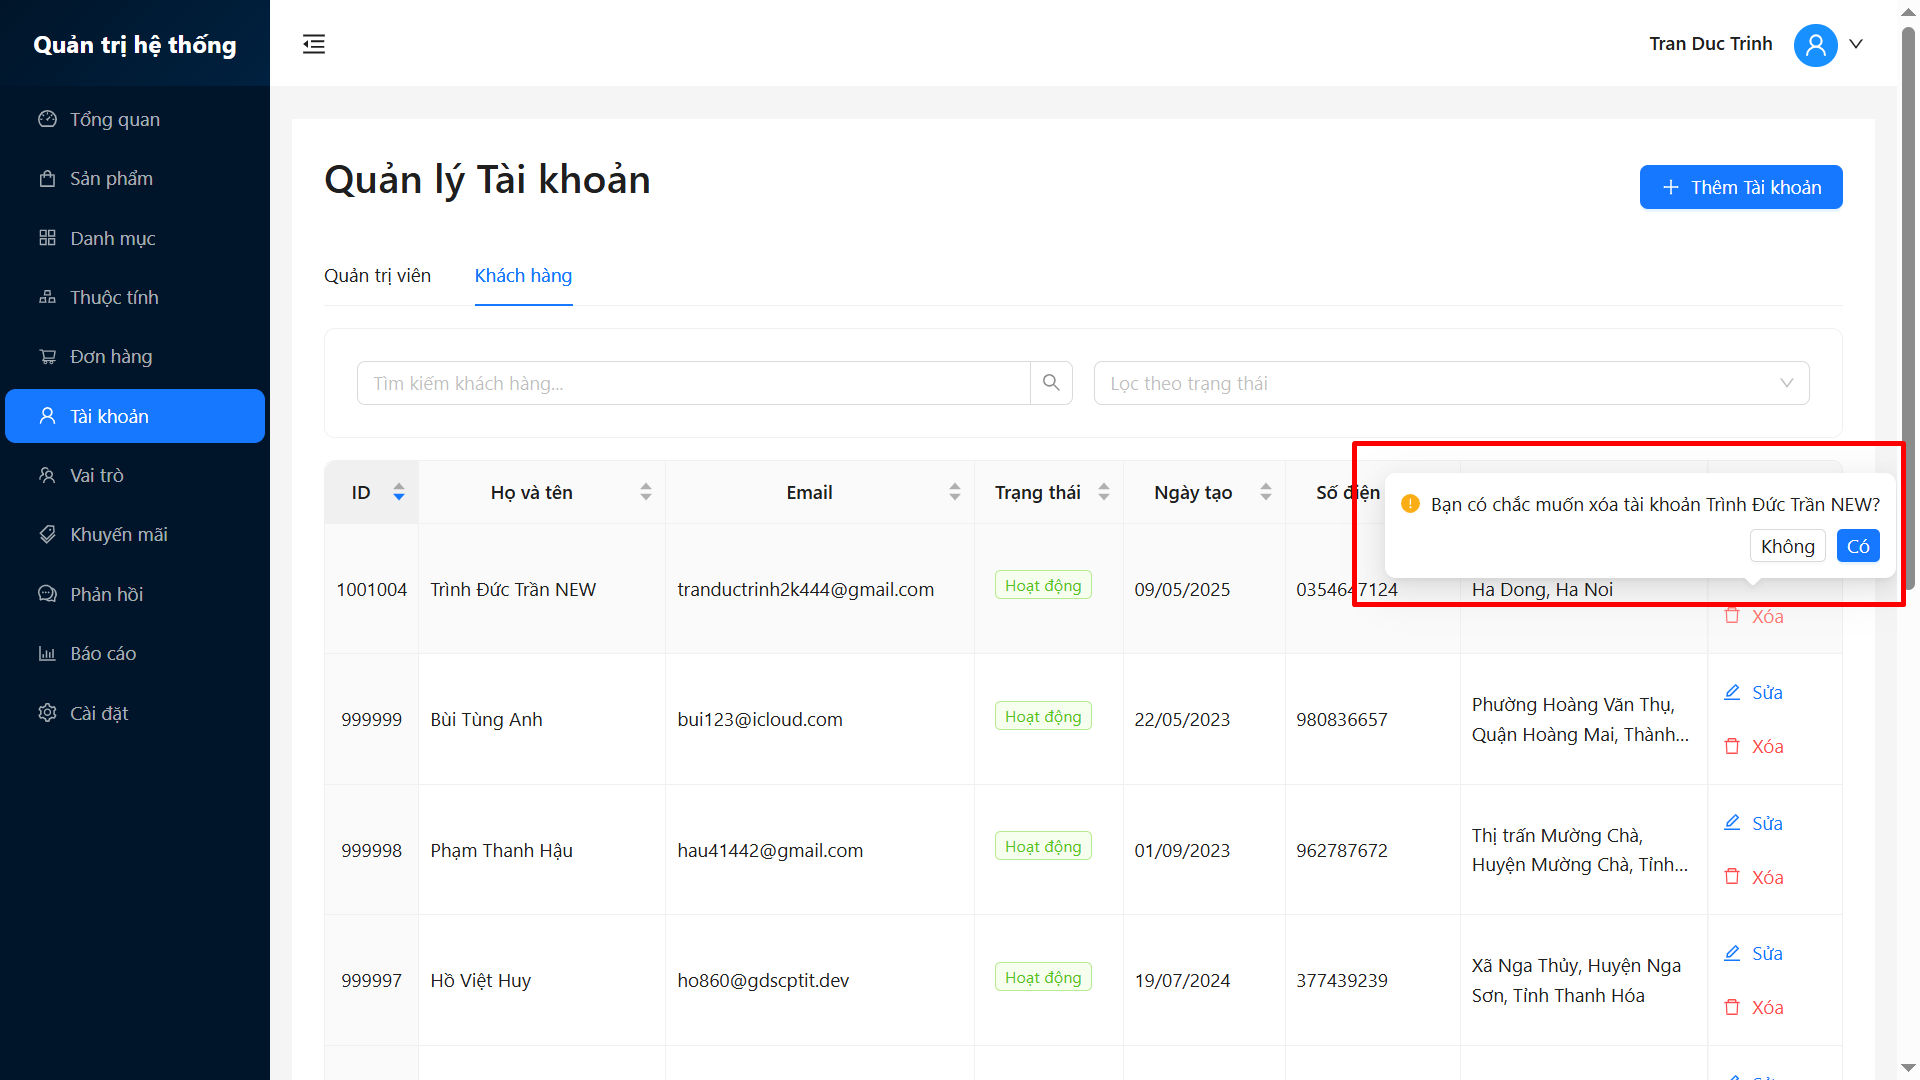 Quản trị hệ thống
Tran Duc Trinh
Tổng quan
Sản phẩm
Danh mục
Thuộc tính
Đơn hàng
Tài khoản
Vai trò
Khuyến mãi
Phản hồi
Báo cáo
Cài đặt
Quản lý Tài khoản
Thêm Tài khoản
Quản trị viên
Khách hàng
Tìm kiếm khách hàng...
Lọc theo trạng thái
ID
Họ và tên
Email
Trạng thái
Ngày tạo
Số điện
Bạn có chắc muốn xóa tài khoản Trình Đức Trần NEW?
Không
Có
1001004
Trình Đức Trần NEW
tranductrinh2k444@gmail.com
Hoạt động
09/05/2025
0354647124
Ha Dong, Ha Noi
Xóa
999999
Bùi Tùng Anh
bui123@icloud.com
Hoạt động
22/05/2023
980836657
Phường Hoàng Văn Thụ,
Quận Hoàng Mai, Thành...
Sửa
Xóa
999998
Phạm Thanh Hậu
hau41442@gmail.com
Hoạt động
01/09/2023
962787672
Thị trấn Mường Chà,
Huyện Mường Chà, Tỉnh...
Sửa
Xóa
999997
Hồ Việt Huy
ho860@gdscptit.dev
Hoạt động
19/07/2024
377439239
Xã Nga Thủy, Huyện Nga
Sơn, Tỉnh Thanh Hóa
Sửa
Xóa